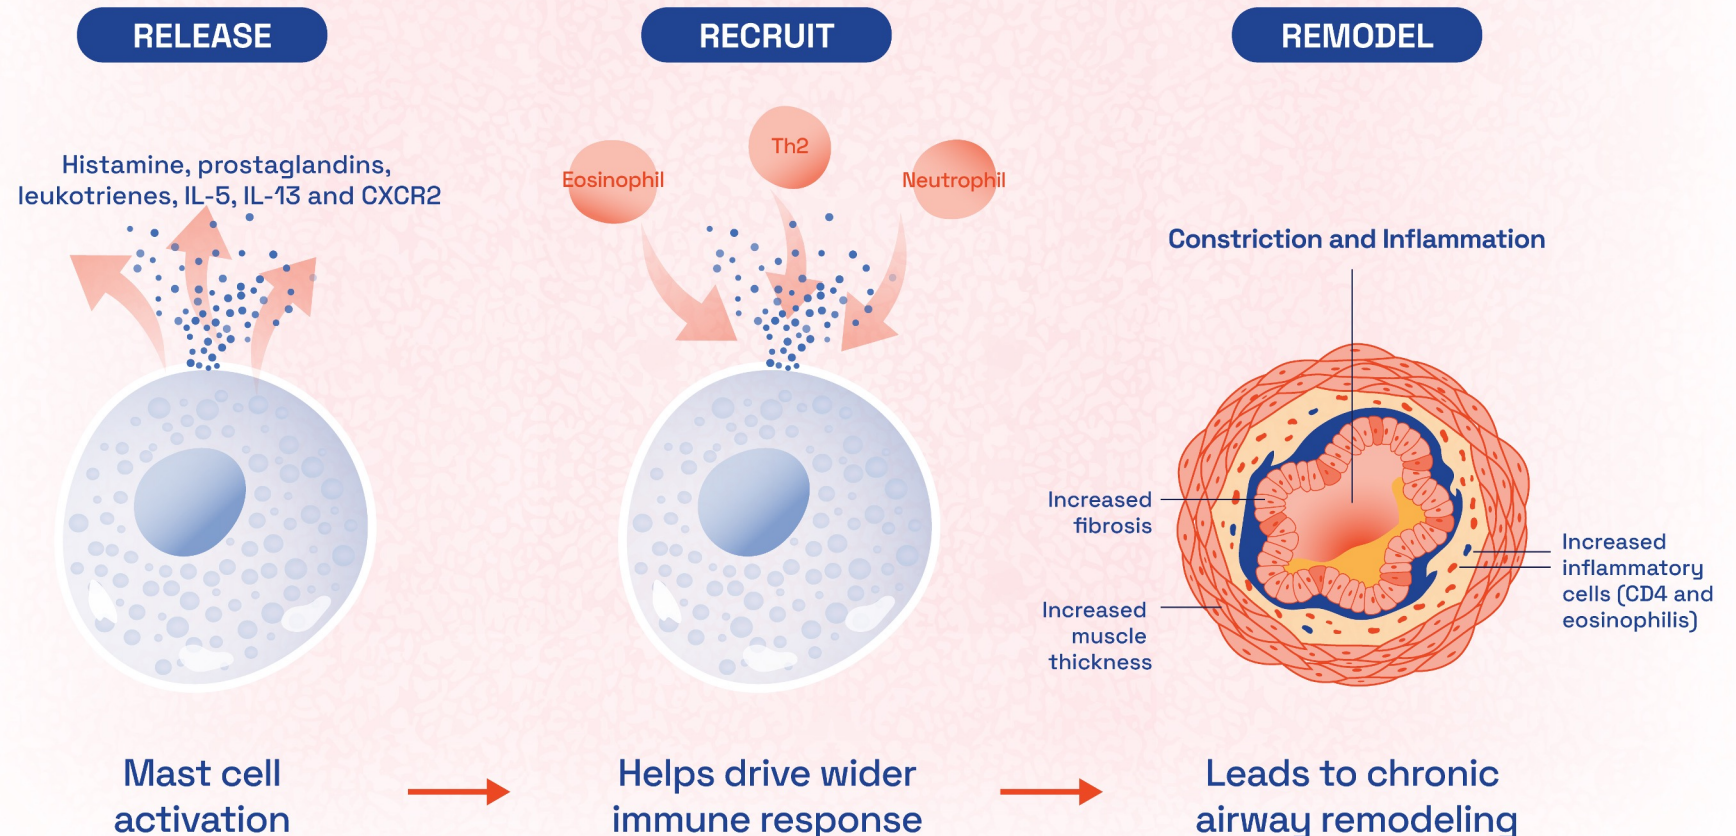 RELEASE
Histamine, prostaglandins,
leukotrienes, IL-5, IL-13 and CXCR2
Mast cell
activation
RECRUIT
Eosinophil
Th2
Neutrophil
Helps drive wider
immune response
REMODEL
Constriction and Inflammation
Increased
fibrosis
Increased
muscle
thickness
Increased
inflammatory
cells (CD4 and
eosinophilis)
Leads to chronic
airway remodeling